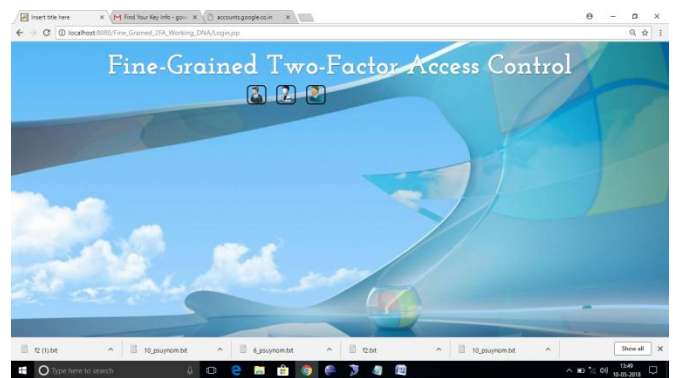 Insert title here
Find Your Key Info - gosi
accounts.google.co.in
localhost:8080/Fine_Grained_2FA_Working_DNA/Login.jsp
Fine-Grained Two-Factor Access Control
f2 (1).txt
10_psuynom.txt
6_psuynom.txt
f2.txt
10_psuynom.txt
Show all
Type here to search
13:49
10-05-2018